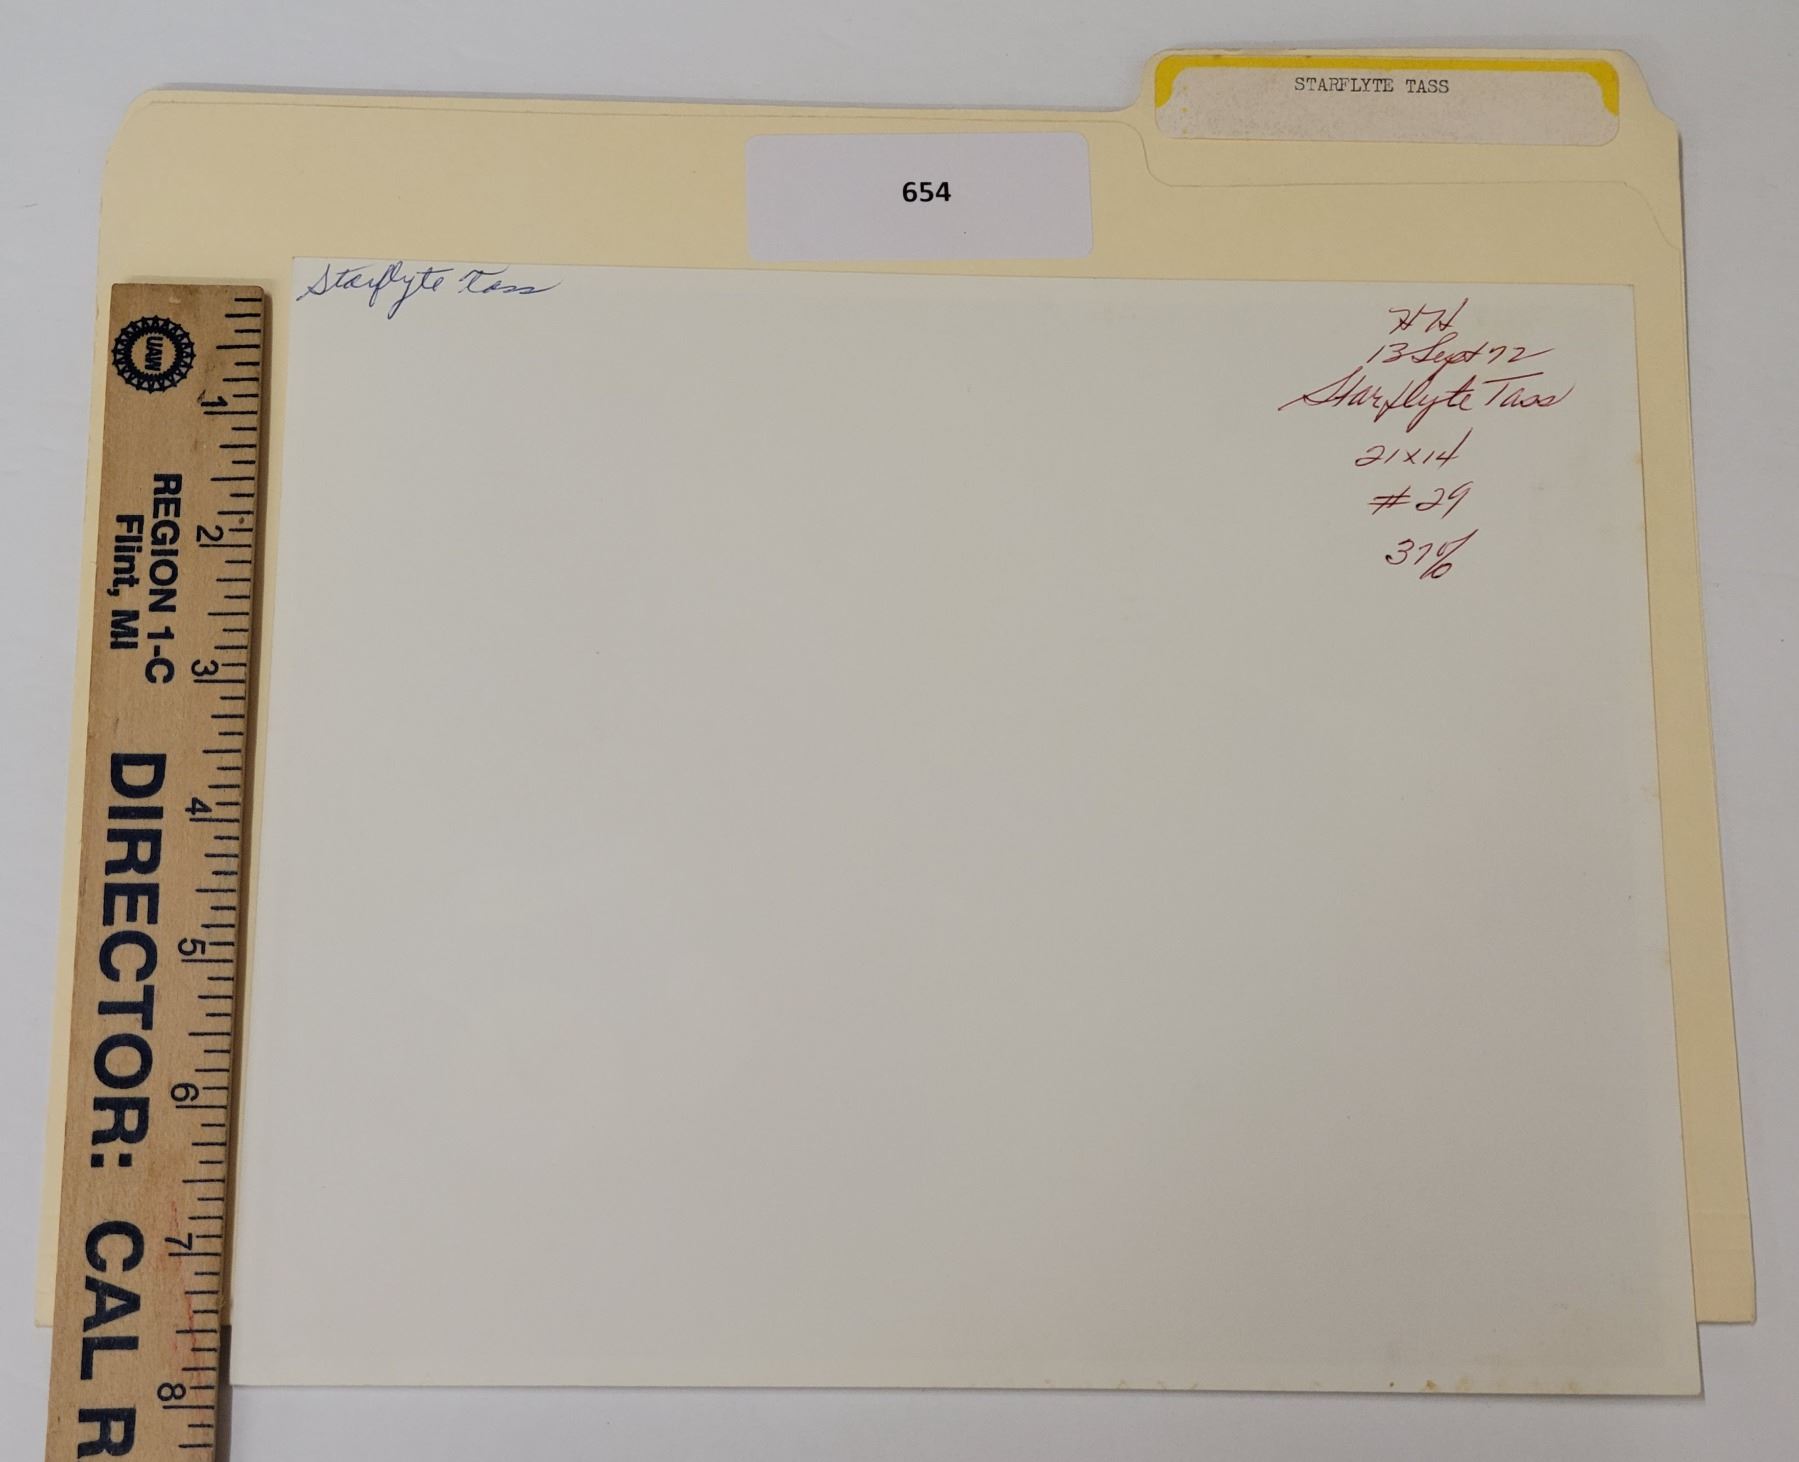 STARFLYTE TASS
654
Starflyte Tass
HH
13 Sept 72
Starflyte Tass
21x14
#29
37%
UAW
REGION 1-C
Flint, MI
DIRECTOR: CAL R
1
2
3
4
5
6
7
8